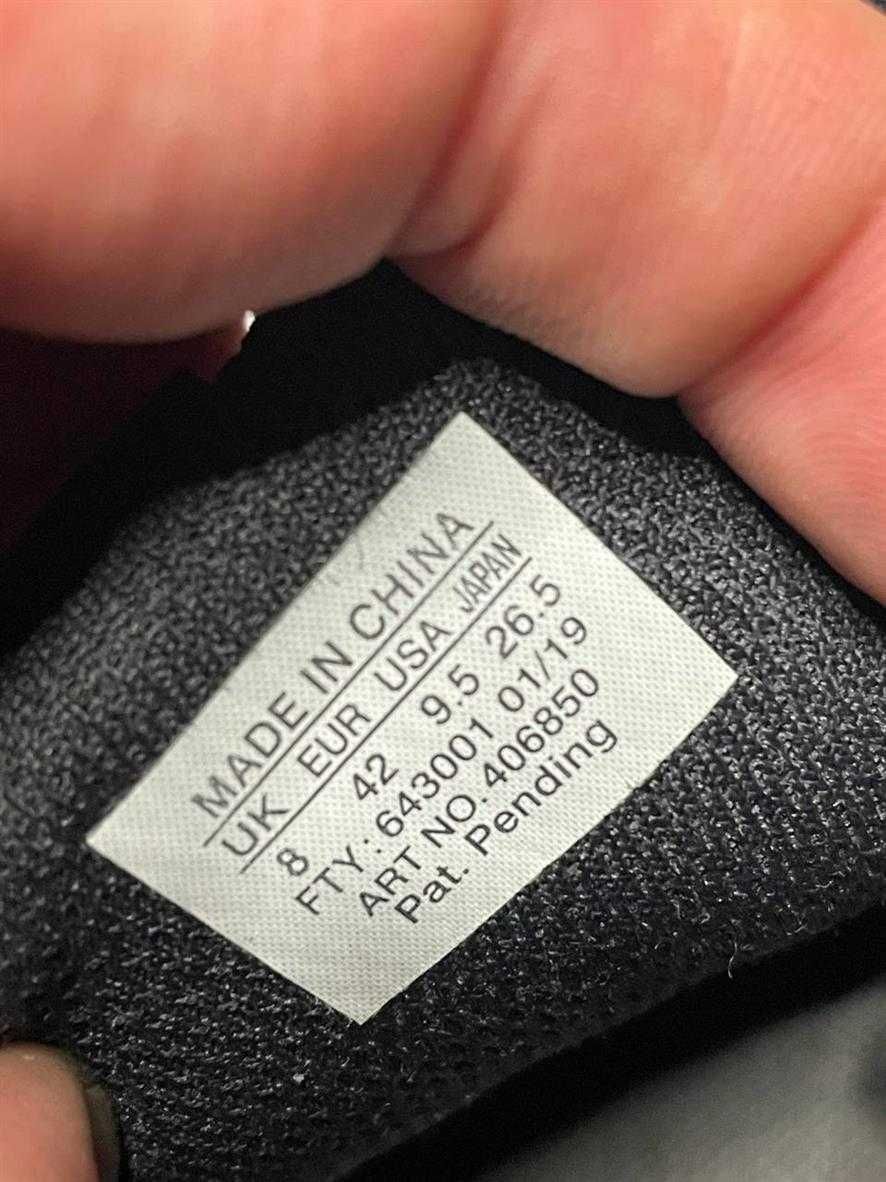 MADE IN CHINA
UK EUR USA JAPAN
8 42 9.5 26.5
FTY: 643001 01/19
ART NO. 406850
Pat. Pending